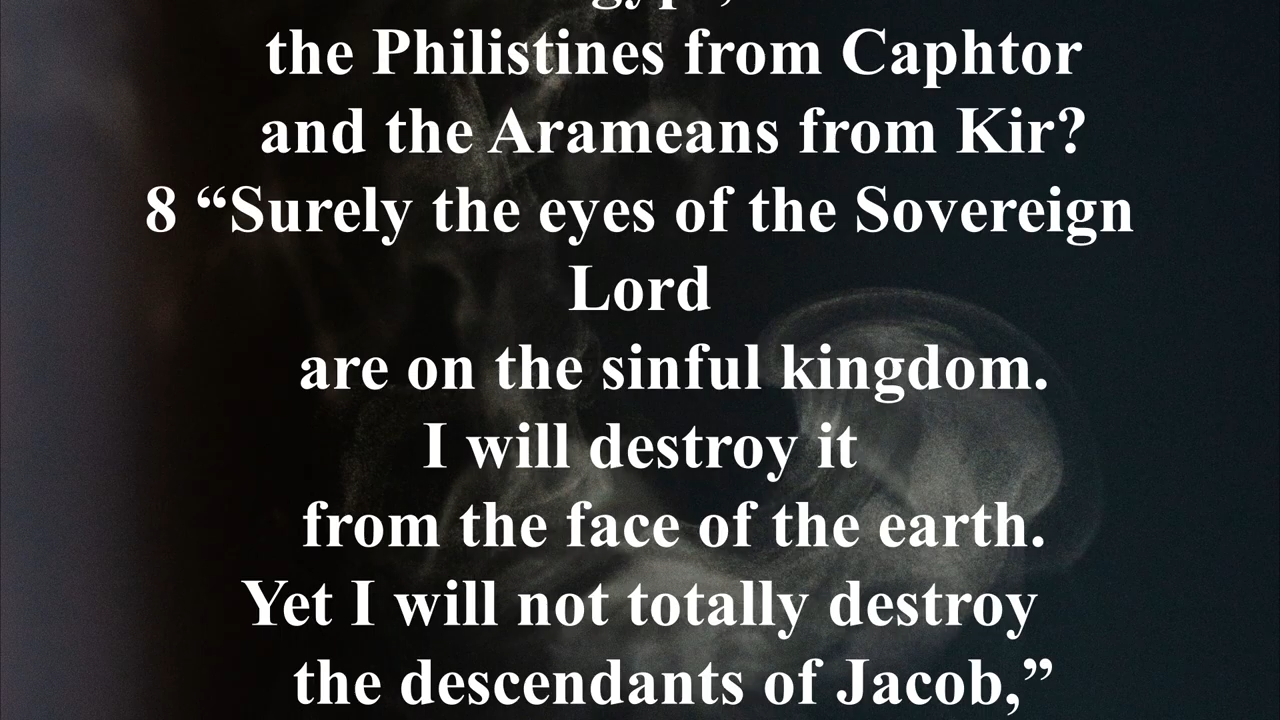 the Philistines from Caphtor
and the Arameans from Kir?
8 “Surely the eyes of the Sovereign
Lord
are on the sinful kingdom.
I will destroy it
from the face of the earth.
Yet I will not totally destroy
the descendants of Jacob,”